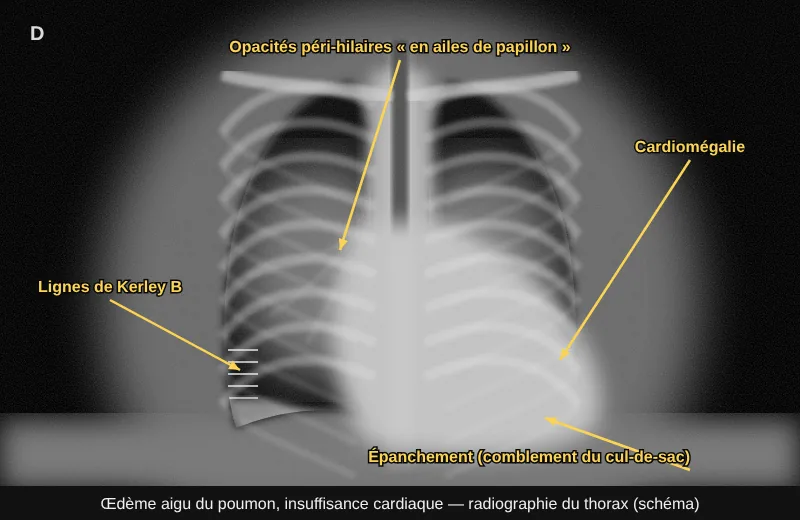 D
Opacités péri-hilaires « en ailes de papillon »
Cardiomégalie
Lignes de Kerley B
Épanchement (comblement du cul-de-sac)
Œdème aigu du poumon, insuffisance cardiaque — radiographie du thorax (schéma)